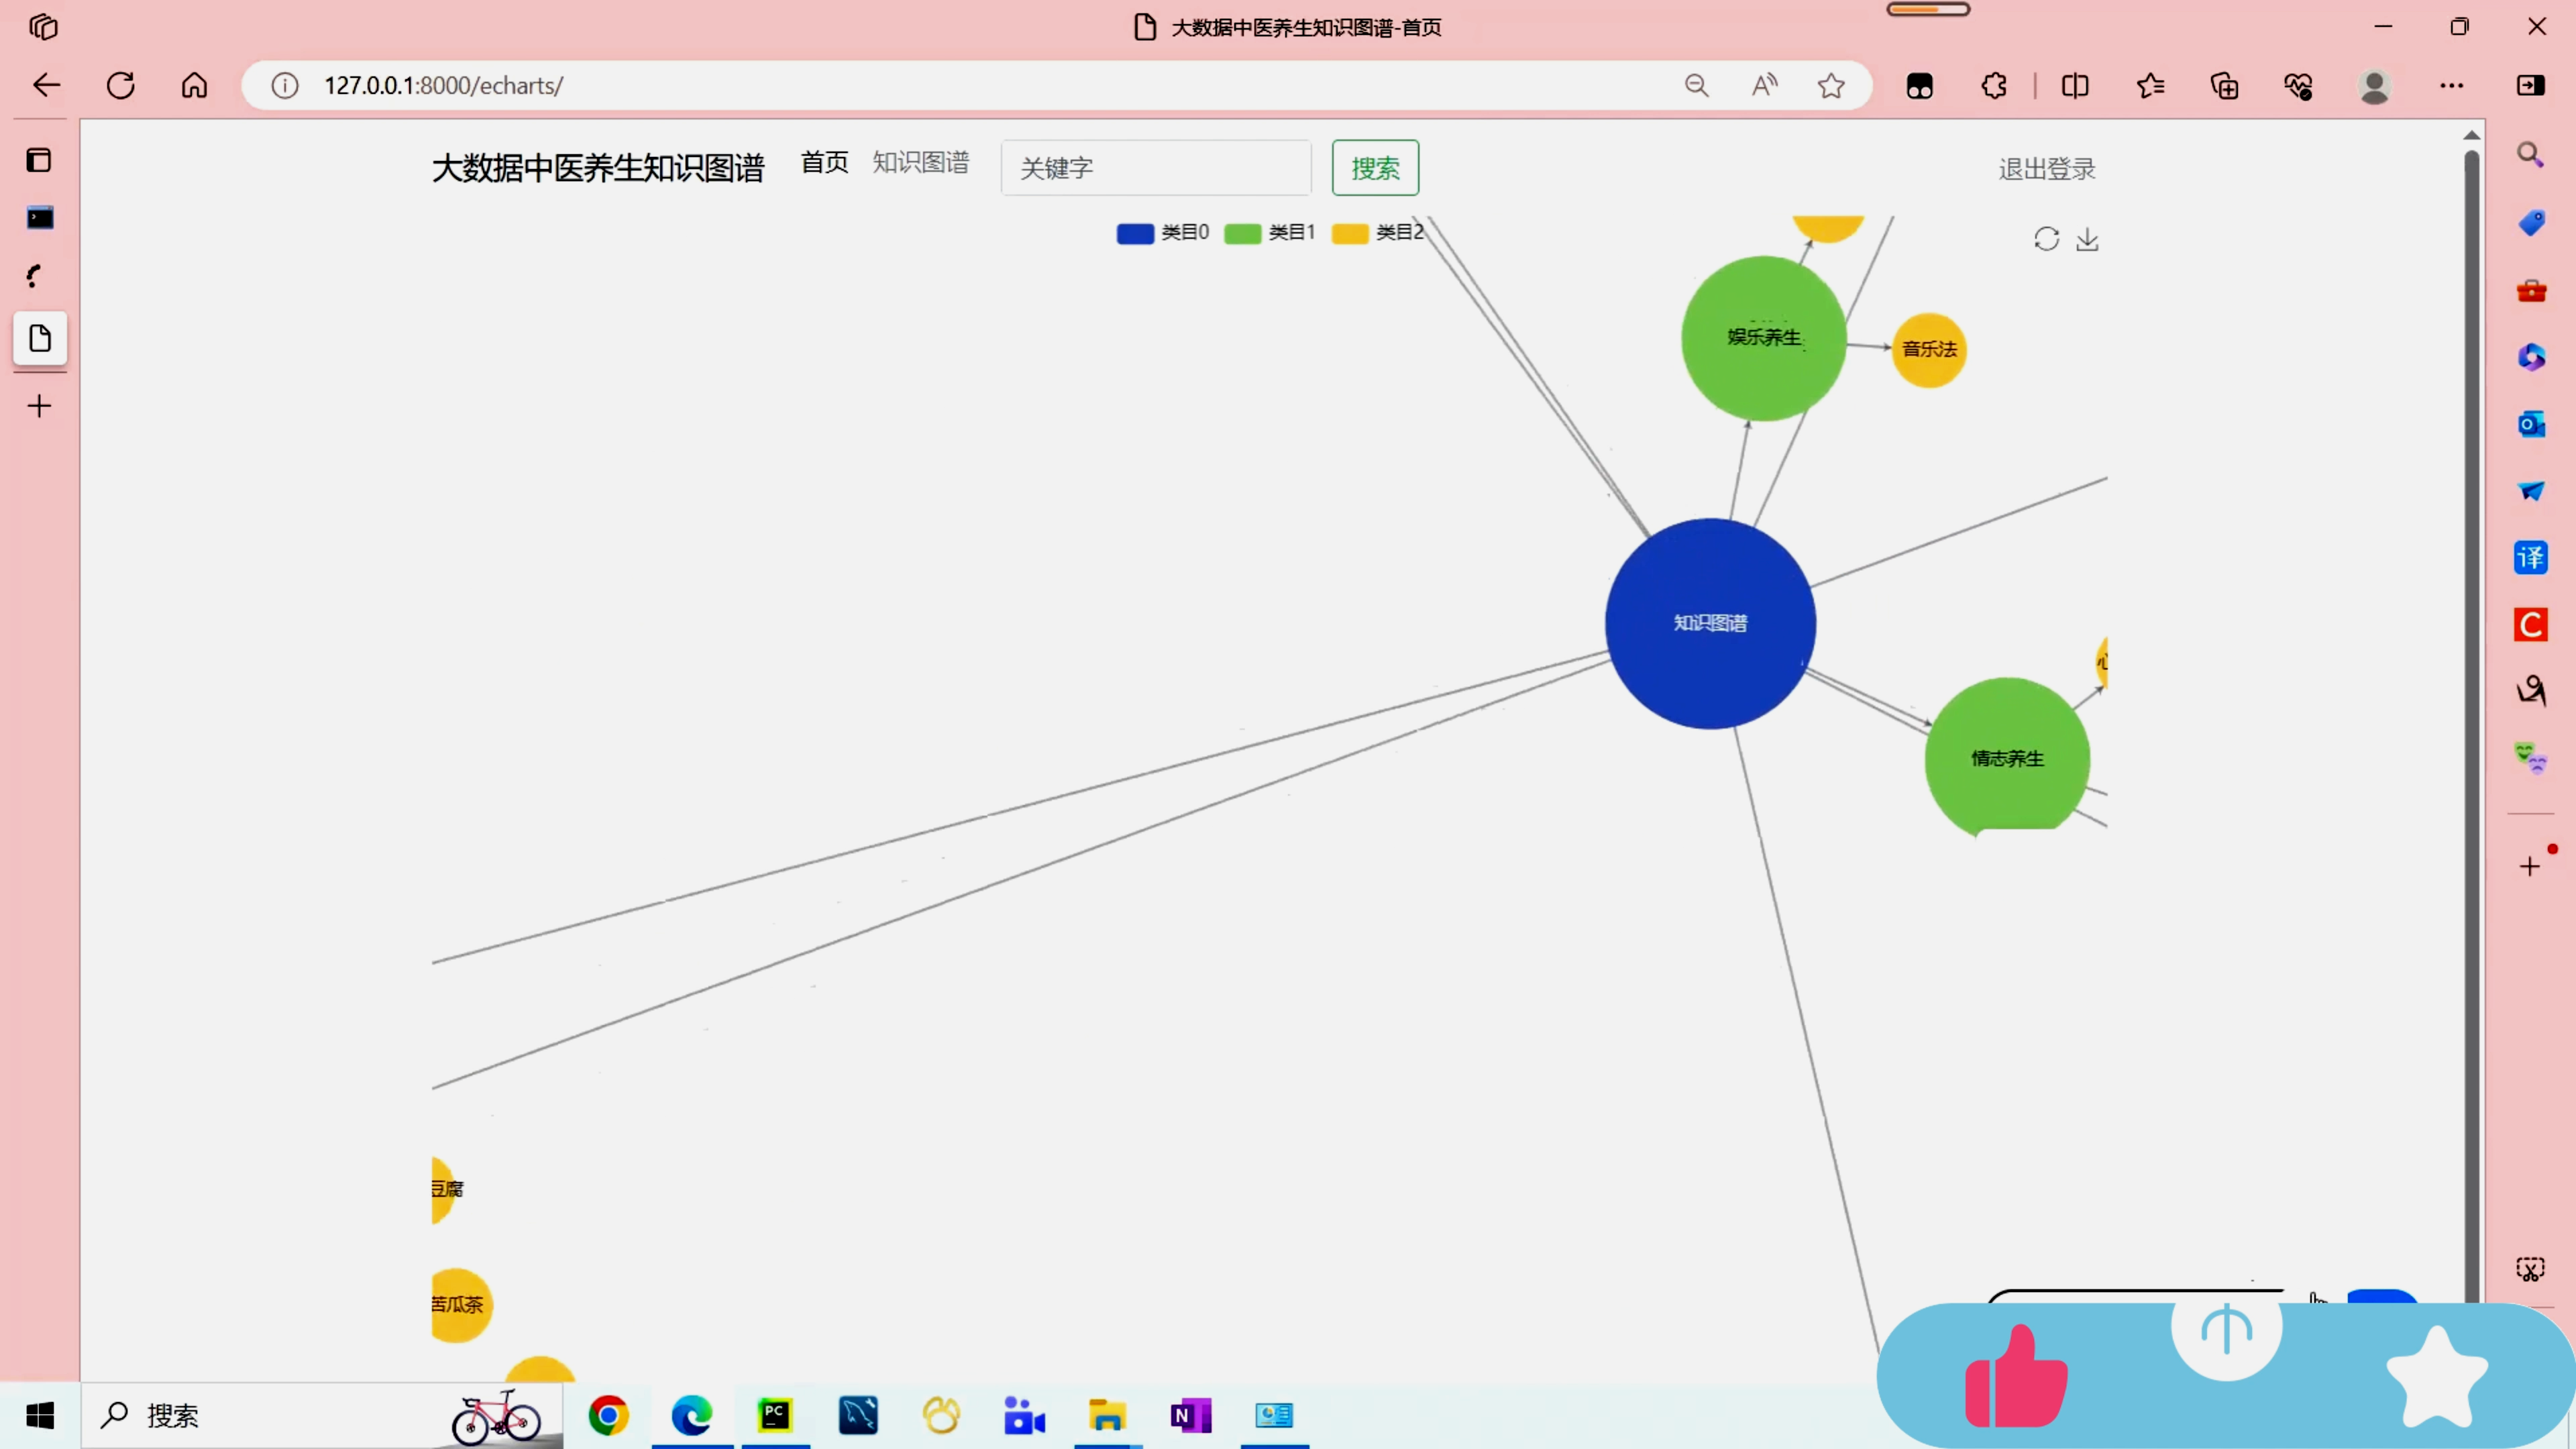 大数据中医养生知识图谱-首页
127.0.0.1:8000/echarts/
大数据中医养生知识图谱
首页
知识图谱
关键字
搜索
退出登录
类目0
类目1
类目2
娱乐养生
音乐法
知识图谱
心
情志养生
豆腐
苦瓜茶
译
C
搜索
PC
N